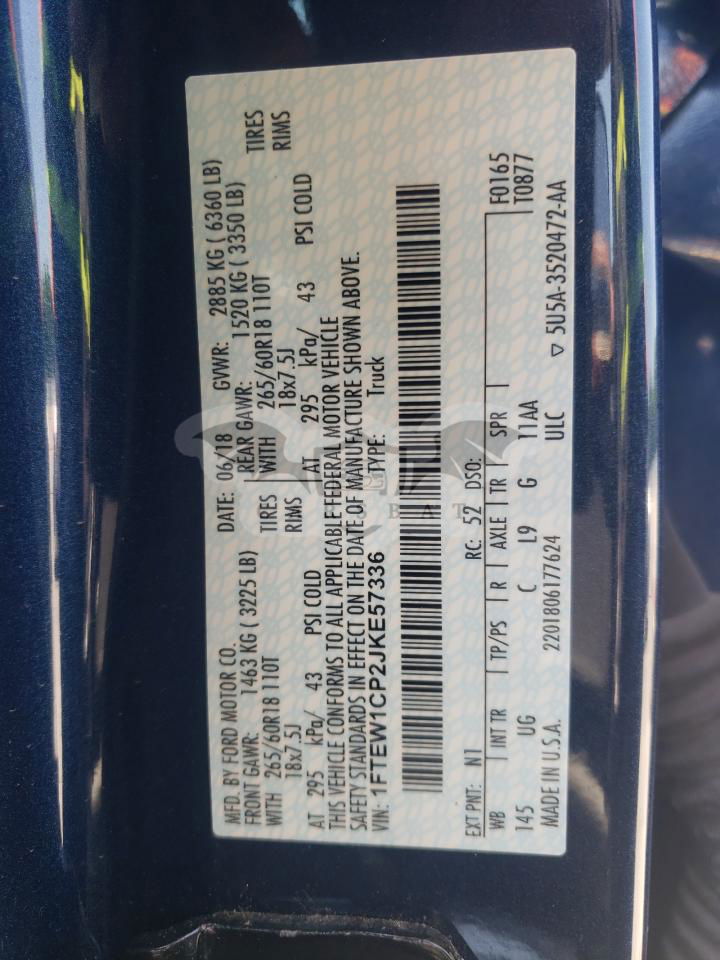 MFD. BY FORD MOTOR CO.
DATE: 06/18 GVWR: 2885 KG ( 6360 LB)
FRONT GAWR: 1463 KG ( 3225 LB) REAR GAWR: 1520 KG ( 3350 LB)
WITH 265/60R18 110T TIRES WITH 265/60R18 110T TIRES
18x7.5J RIMS 18x7.5J RIMS
AT 295 kPa/ 43 PSI COLD AT 295 kPa/ 43 PSI COLD
THIS VEHICLE CONFORMS TO ALL APPLICABLE FEDERAL MOTOR VEHICLE
SAFETY STANDARDS IN EFFECT ON THE DATE OF MANUFACTURE SHOWN ABOVE.
VIN: 1FTEW1CP2JKE57336 TYPE: Truck
EXT PNT: N1 RC: 52 DSO: F0165
WB INT TR TP/PS R AXLE TR SPR T0877
145 UG C L9 G 11AA
MADE IN U.S.A. 2201806177624 ULC ▽ 5U5A-3520472-AA